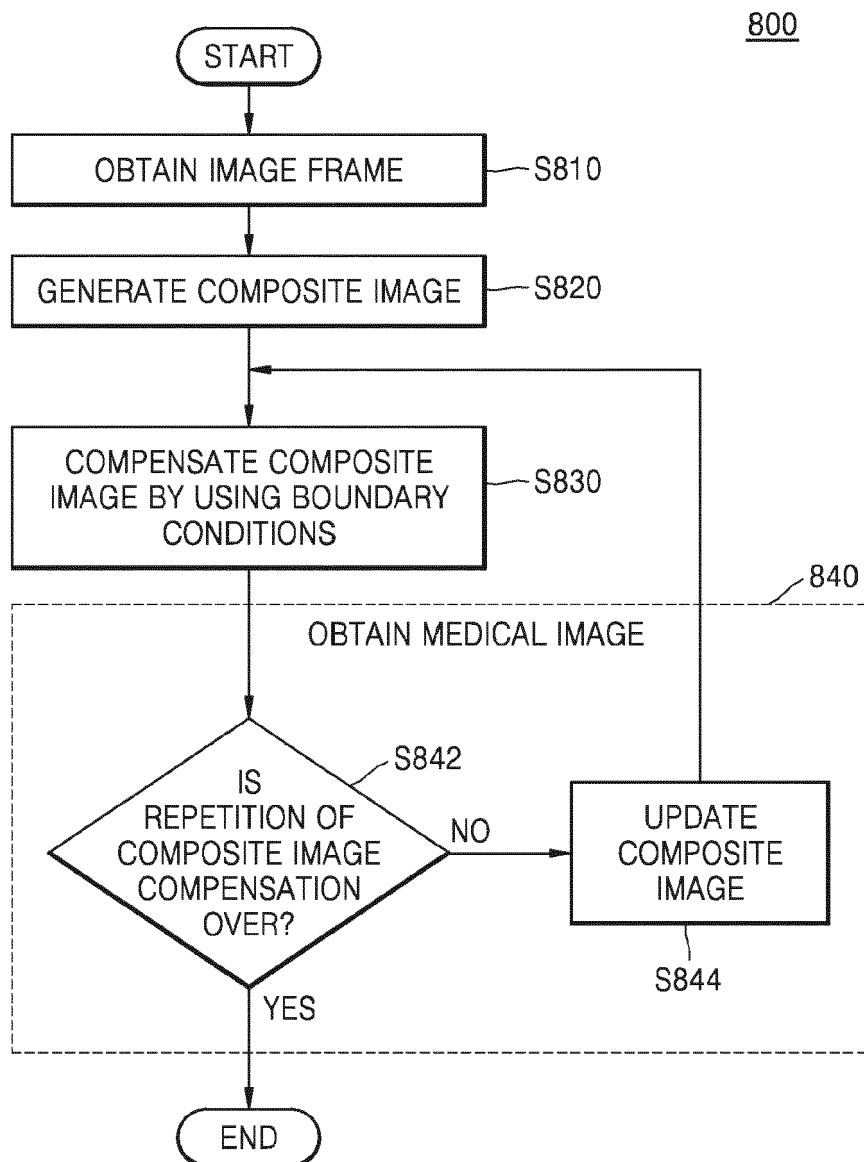 800
START
OBTAIN IMAGE FRAME
S810
GENERATE COMPOSITE IMAGE
S820
COMPENSATE COMPOSITE
IMAGE BY USING BOUNDARY
CONDITIONS
S830
840
OBTAIN MEDICAL IMAGE
S842
IS
REPETITION OF
COMPOSITE IMAGE
COMPENSATION
OVER?
NO
UPDATE
COMPOSITE
IMAGE
S844
YES
END